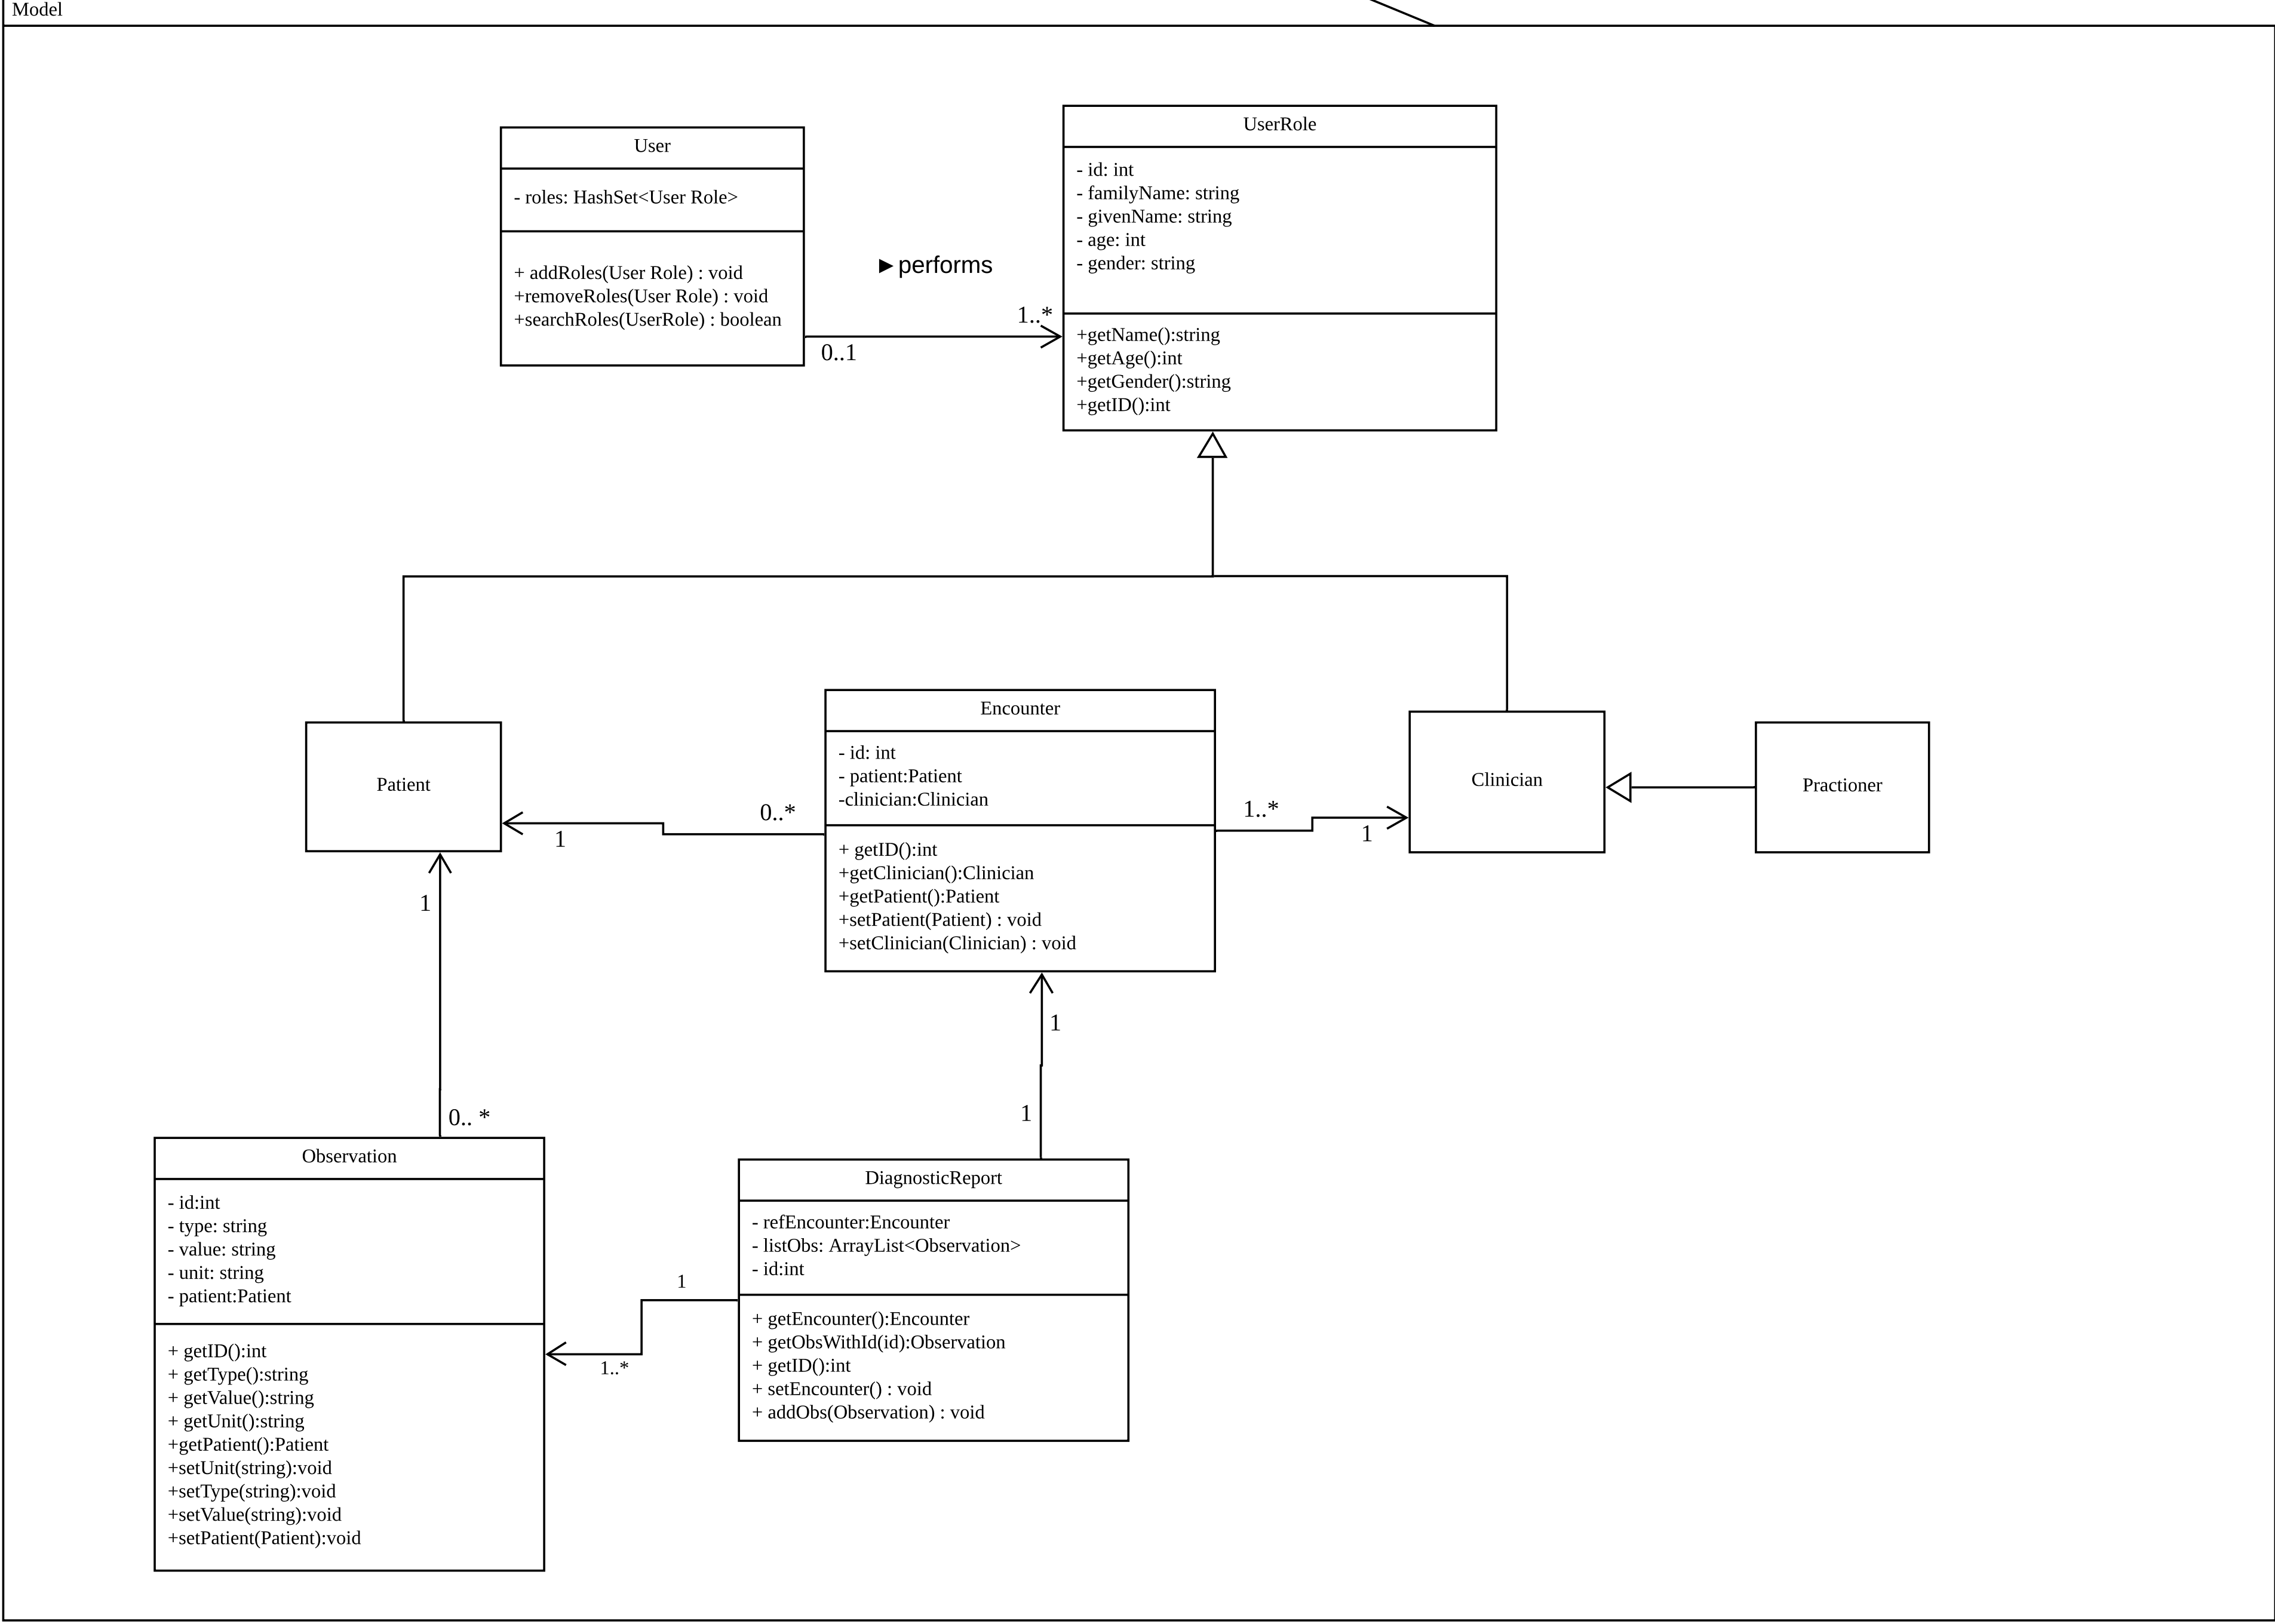 Model
User
- roles: HashSet<User Role>
+ addRoles(User Role) : void
+removeRoles(User Role) : void
+searchRoles(UserRole) : boolean
►performs
1..*
0..1
UserRole
- id: int
- familyName: string
- givenName: string
- age: int
- gender: string
+getName():string
+getAge():int
+getGender():string
+getID():int
Patient
Encounter
- id: int
- patient:Patient
-clinician:Clinician
+ getID():int
+getClinician():Clinician
+getPatient():Patient
+setPatient(Patient) : void
+setClinician(Clinician) : void
Clinician
Practioner
0..*
1
1..*
1
1
0.. *
1
1
Observation
- id:int
- type: string
- value: string
- unit: string
- patient:Patient
+ getID():int
+ getType():string
+ getValue():string
+ getUnit():string
+getPatient():Patient
+setUnit(string):void
+setType(string):void
+setValue(string):void
+setPatient(Patient):void
1
1..*
DiagnosticReport
- refEncounter:Encounter
- listObs: ArrayList<Observation>
- id:int
+ getEncounter():Encounter
+ getObsWithId(id):Observation
+ getID():int
+ setEncounter() : void
+ addObs(Observation) : void